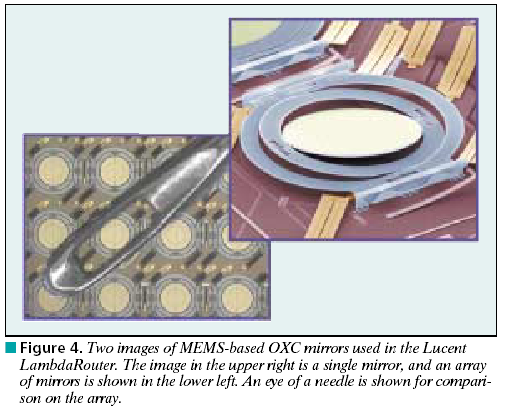 Figure 4. Two images of MEMS-based OXC mirrors used in the Lucent
LambdaRouter. The image in the upper right is a single mirror, and an array
of mirrors is shown in the lower left. An eye of a needle is shown for compari-
son on the array.